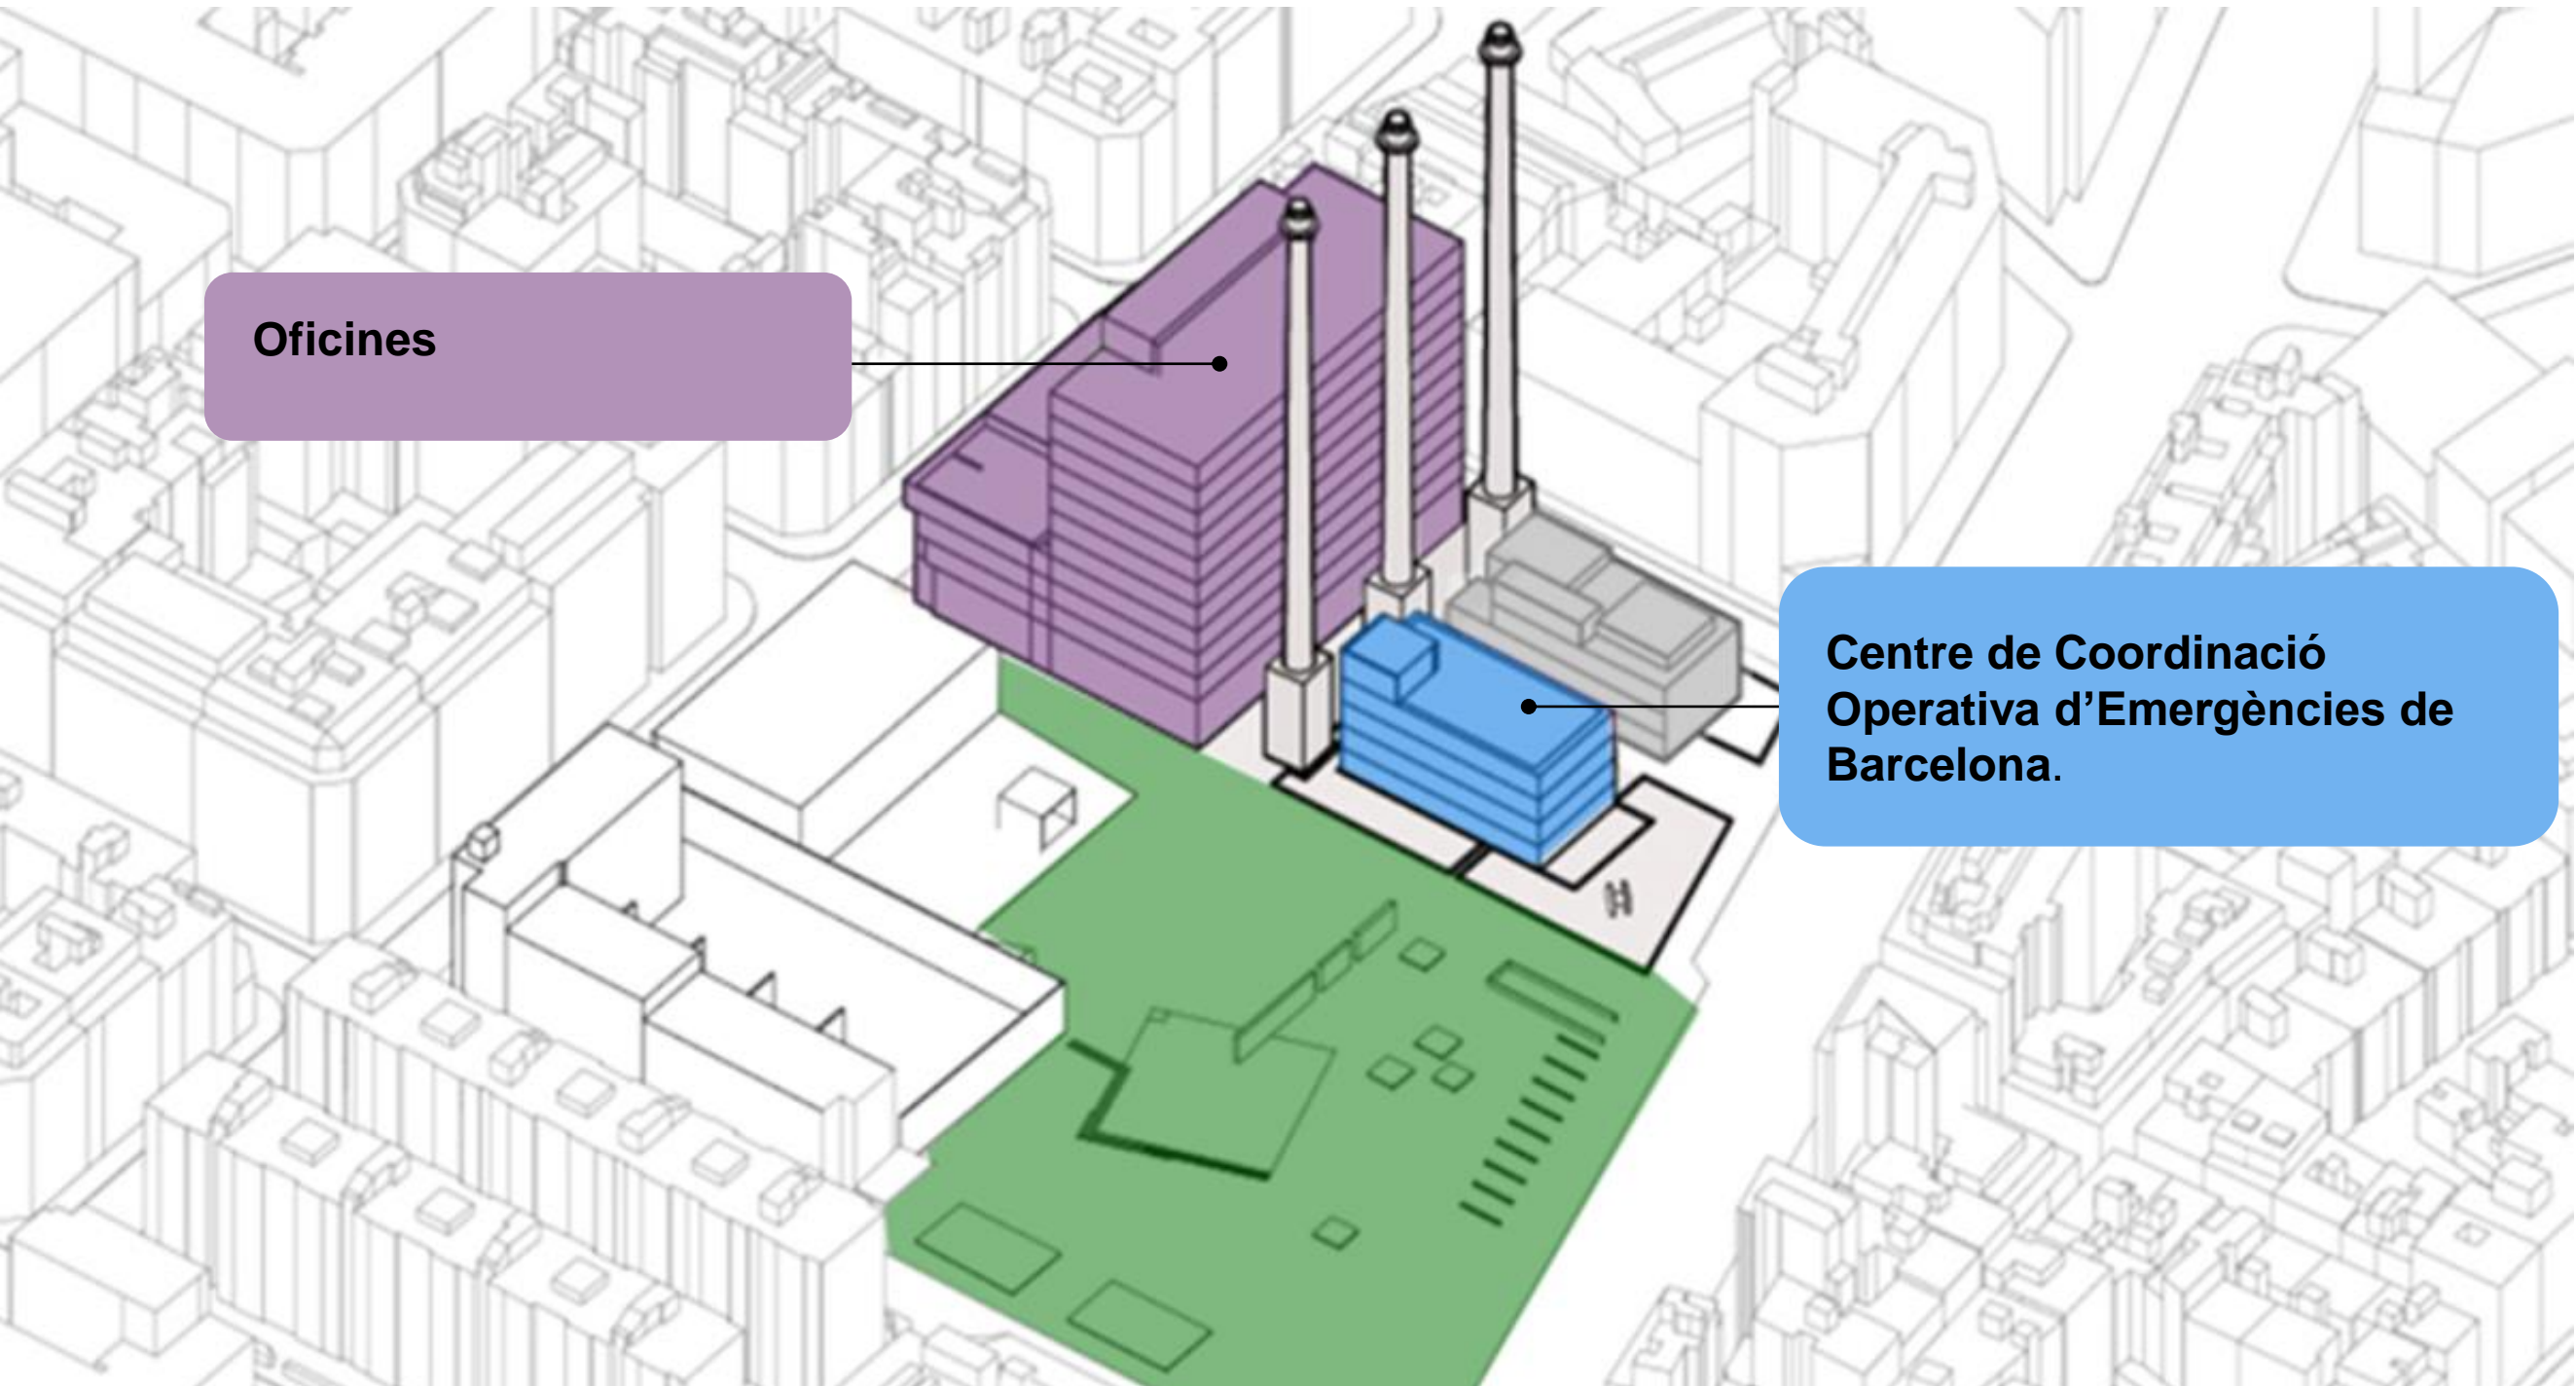 Oficines
Centre de Coordinació
Operativa d’Emergències de
Barcelona.